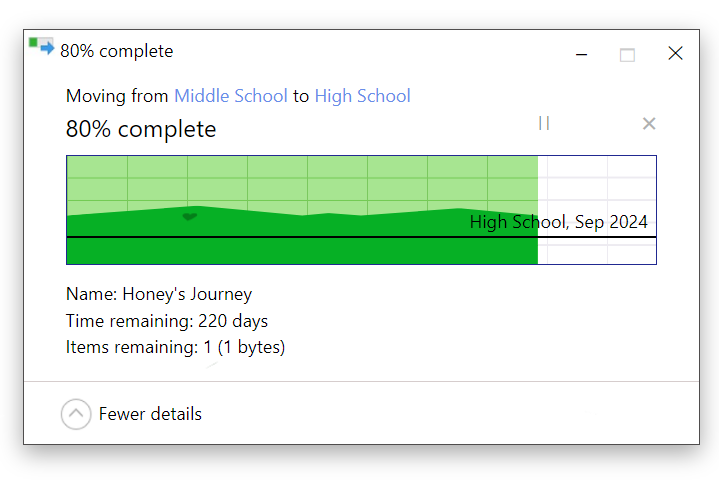 80% complete
Moving from Middle School to High School
80% complete
High School, Sep 2024
Name: Honey's Journey
Time remaining: 220 days
Items remaining: 1 (1 bytes)
Fewer details